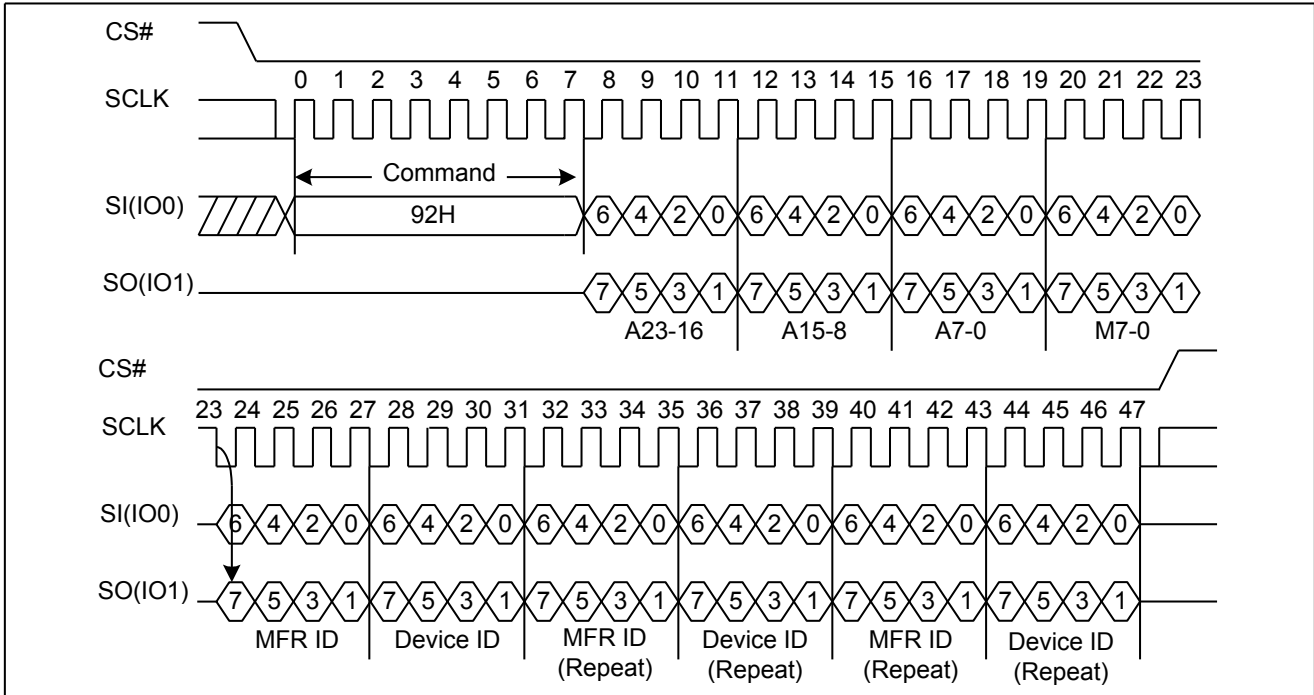 CS#
0 1 2 3 4 5 6 7 8 9 10 11 12 13 14 15 16 17 18 19 20 21 22 23
SCLK
Command
SI(IO0)
92H
6 4 2 0 6 4 2 0 6 4 2 0 6 4 2 0
SO(IO1)
7 5 3 1 7 5 3 1 7 5 3 1 7 5 3 1
A23-16 A15-8 A7-0 M7-0
CS#
23 24 25 26 27 28 29 30 31 32 33 34 35 36 37 38 39 40 41 42 43 44 45 46 47
SCLK
SI(IO0)
6 4 2 0 6 4 2 0 6 4 2 0 6 4 2 0 6 4 2 0 6 4 2 0
SO(IO1)
7 5 3 1 7 5 3 1 7 5 3 1 7 5 3 1 7 5 3 1 7 5 3 1
MFR ID Device ID MFR ID Device ID MFR ID Device ID
(Repeat) (Repeat) (Repeat) (Repeat)